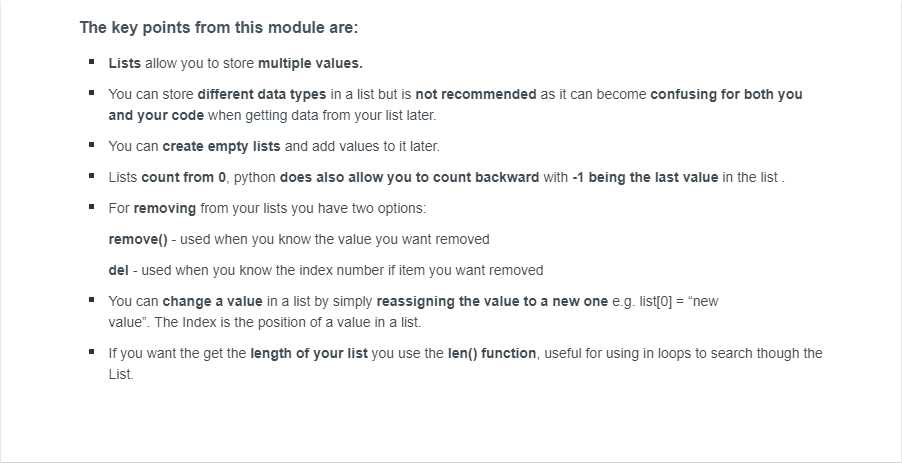 The key points from this module are:
Lists allow you to store multiple values.
You can store different data types in a list but is not recommended as it can become confusing for both you
and your code when getting data from your list later.
You can create empty lists and add values to it later.
Lists count from 0, python does also allow you to count backward with -1 being the last value in the list .
For removing from your lists you have two options:
remove() - used when you know the value you want removed
del - used when you know the index number if item you want removed
You can change a value in a list by simply reassigning the value to a new one e.g. list[0] = “new
value”. The Index is the position of a value in a list.
If you want the get the length of your list you use the len() function, useful for using in loops to search though the
List.